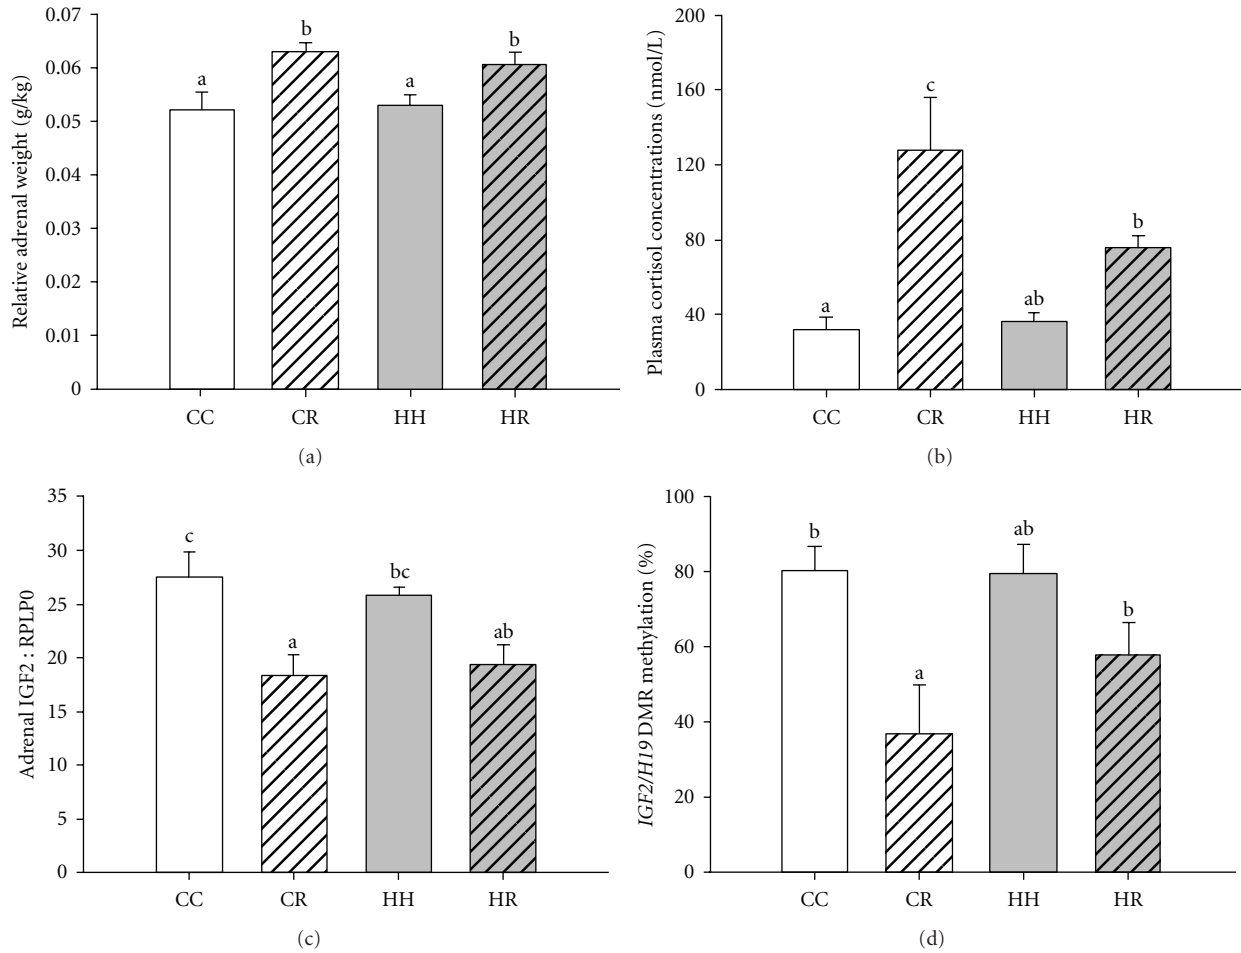 Relative adrenal weight (g/kg)
0.07
0.06
0.05
0.04
0.03
0.02
0.01
0
a
b
a
b
CC CR HH HR
(a)
Plasma cortisol concentrations (nmol/L)
200
160
120
80
40
0
a
c
ab
b
CC CR HH HR
(b)
Adrenal IGF2 : RPLP0
35
30
25
20
15
10
5
0
c
a
bc
ab
CC CR HH HR
(c)
IGF2/H19 DMR methylation (%)
100
80
60
40
20
0
b
a
ab
b
CC CR HH HR
(d)